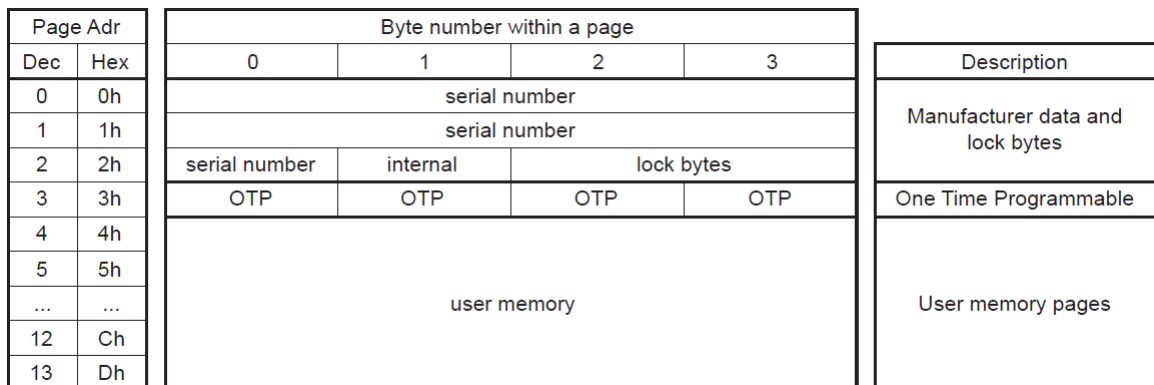 Page Adr Byte number within a page
Dec Hex 0 1 2 3 Description
0 0h serial number
1 1h serial number
Manufacturer data and
lock bytes
2 2h serial number internal lock bytes
3 3h OTP OTP OTP OTP One Time Programmable
4 4h
5 5h
... ... user memory User memory pages
12 Ch
13 Dh